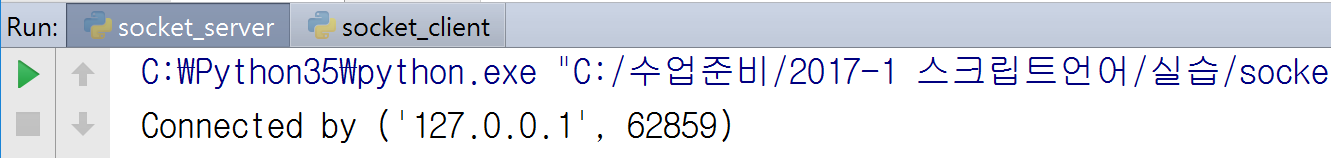 Run: socket_server socket_client
C:₩Python35₩python.exe "C:/수업준비/2017-1 스크립트언어/실습/socke
Connected by ('127.0.0.1', 62859)